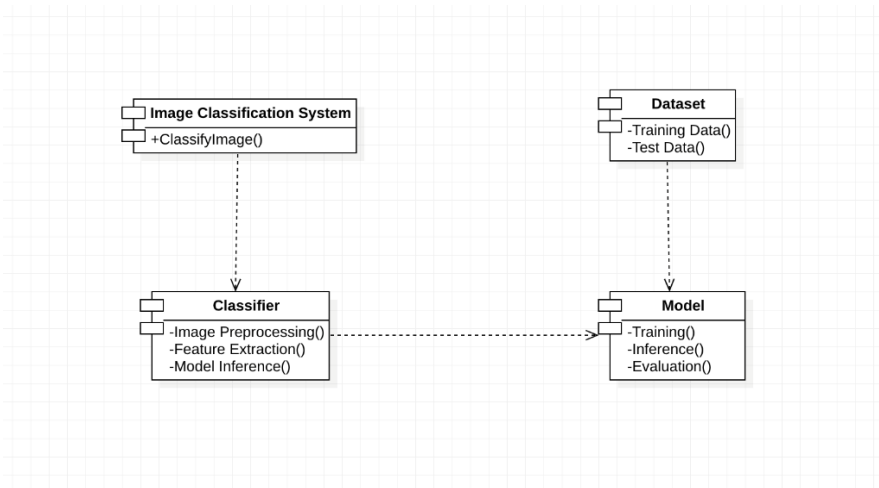 Image Classification System
+ClassifyImage()
Dataset
-Training Data()
-Test Data()
Classifier
-Image Preprocessing()
-Feature Extraction()
-Model Inference()
Model
-Training()
-Inference()
-Evaluation()